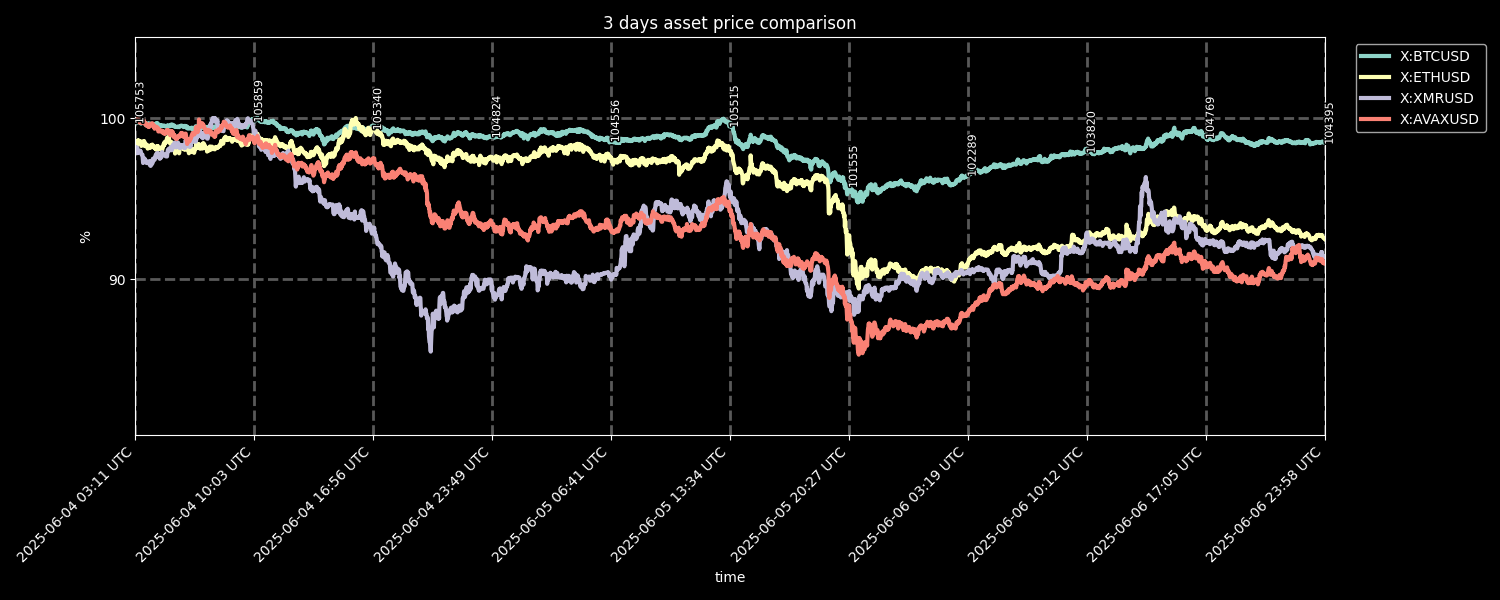 3 days asset price comparison
X:BTCUSD
X:ETHUSD
X:XMRUSD
X:AVAXUSD
105753
105859
105340
104824
104556
105515
101555
102289
103820
104769
104395
100
90
%
2025-06-04 03:11 UTC
2025-06-04 10:03 UTC
2025-06-04 16:56 UTC
2025-06-04 23:49 UTC
2025-06-05 06:41 UTC
2025-06-05 13:34 UTC
2025-06-05 20:27 UTC
2025-06-06 03:19 UTC
2025-06-06 10:12 UTC
2025-06-06 17:05 UTC
2025-06-06 23:58 UTC
time